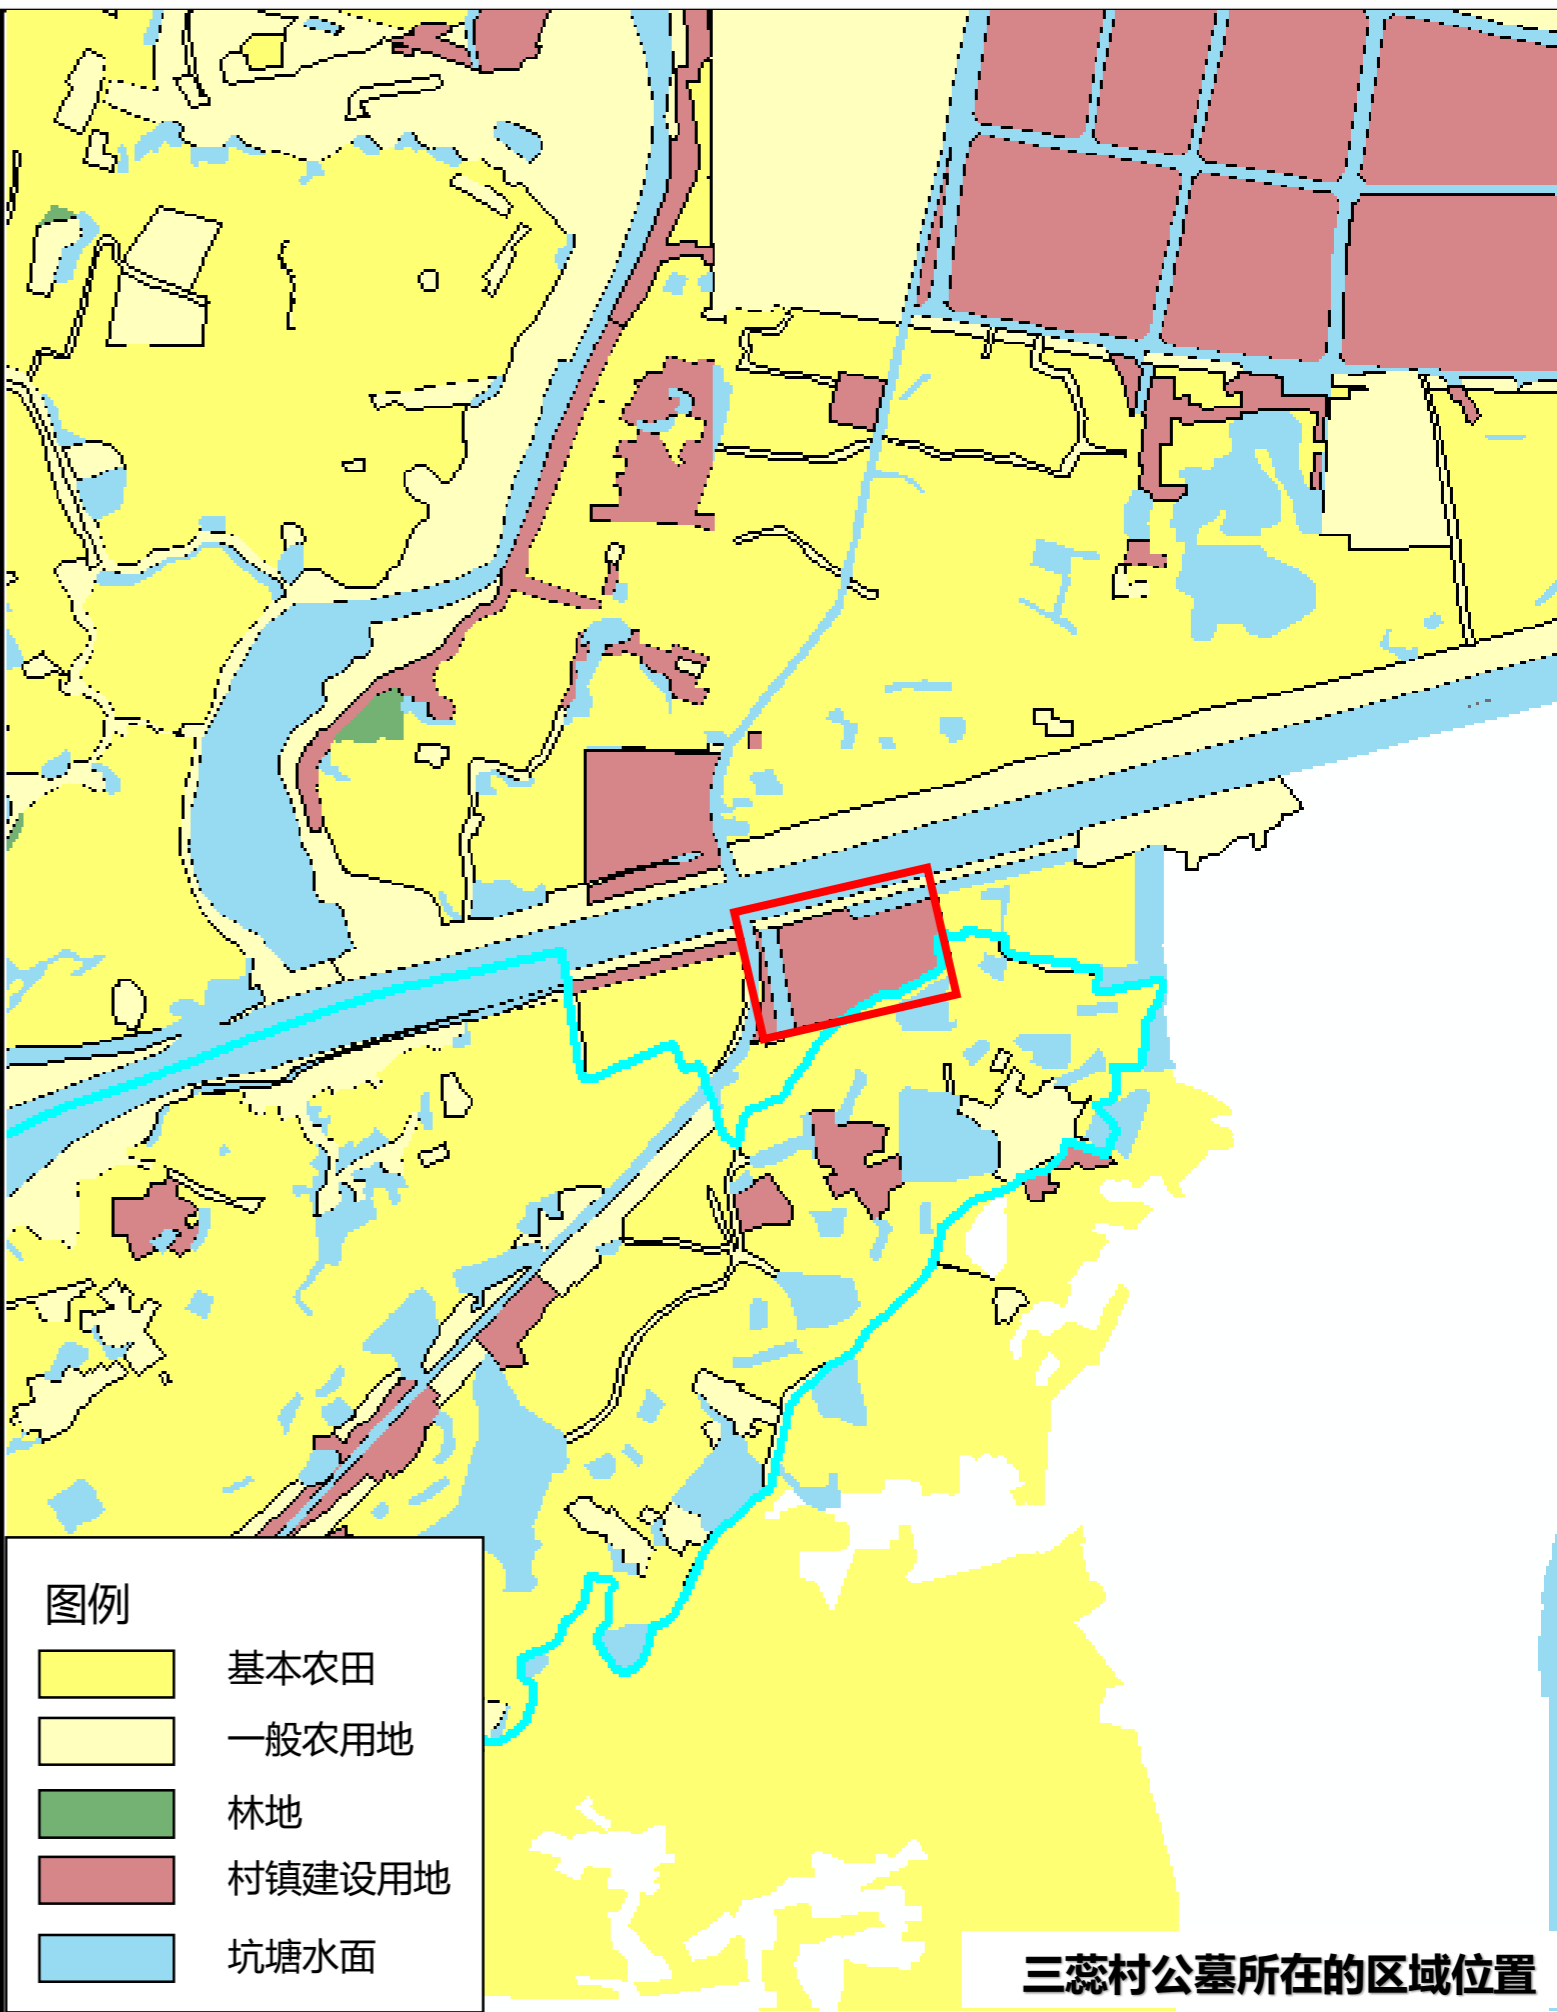 图例
基本农田
一般农用地
林地
村镇建设用地
坑塘水面
三蕊村公墓所在的区域位置